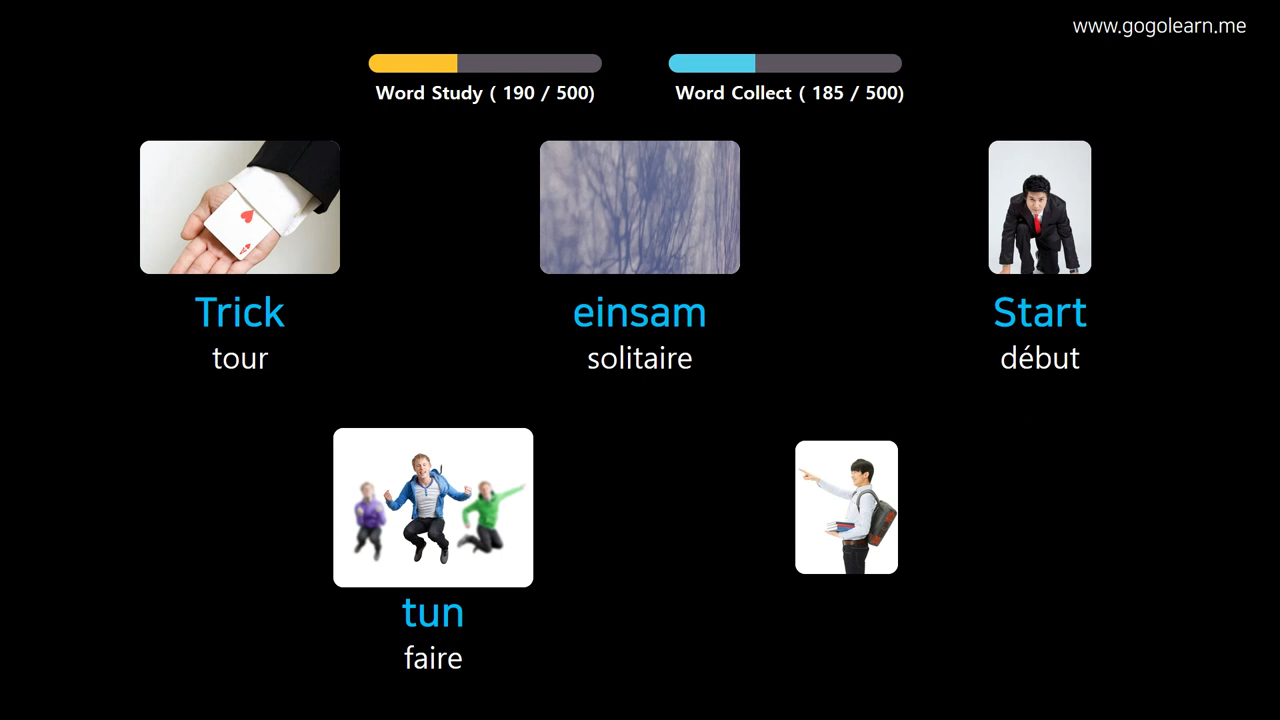 www.gogolearn.me
Word Study ( 190 / 500)
Word Collect ( 185 / 500)
Trick
tour
einsam
solitaire
Start
début
tun
faire